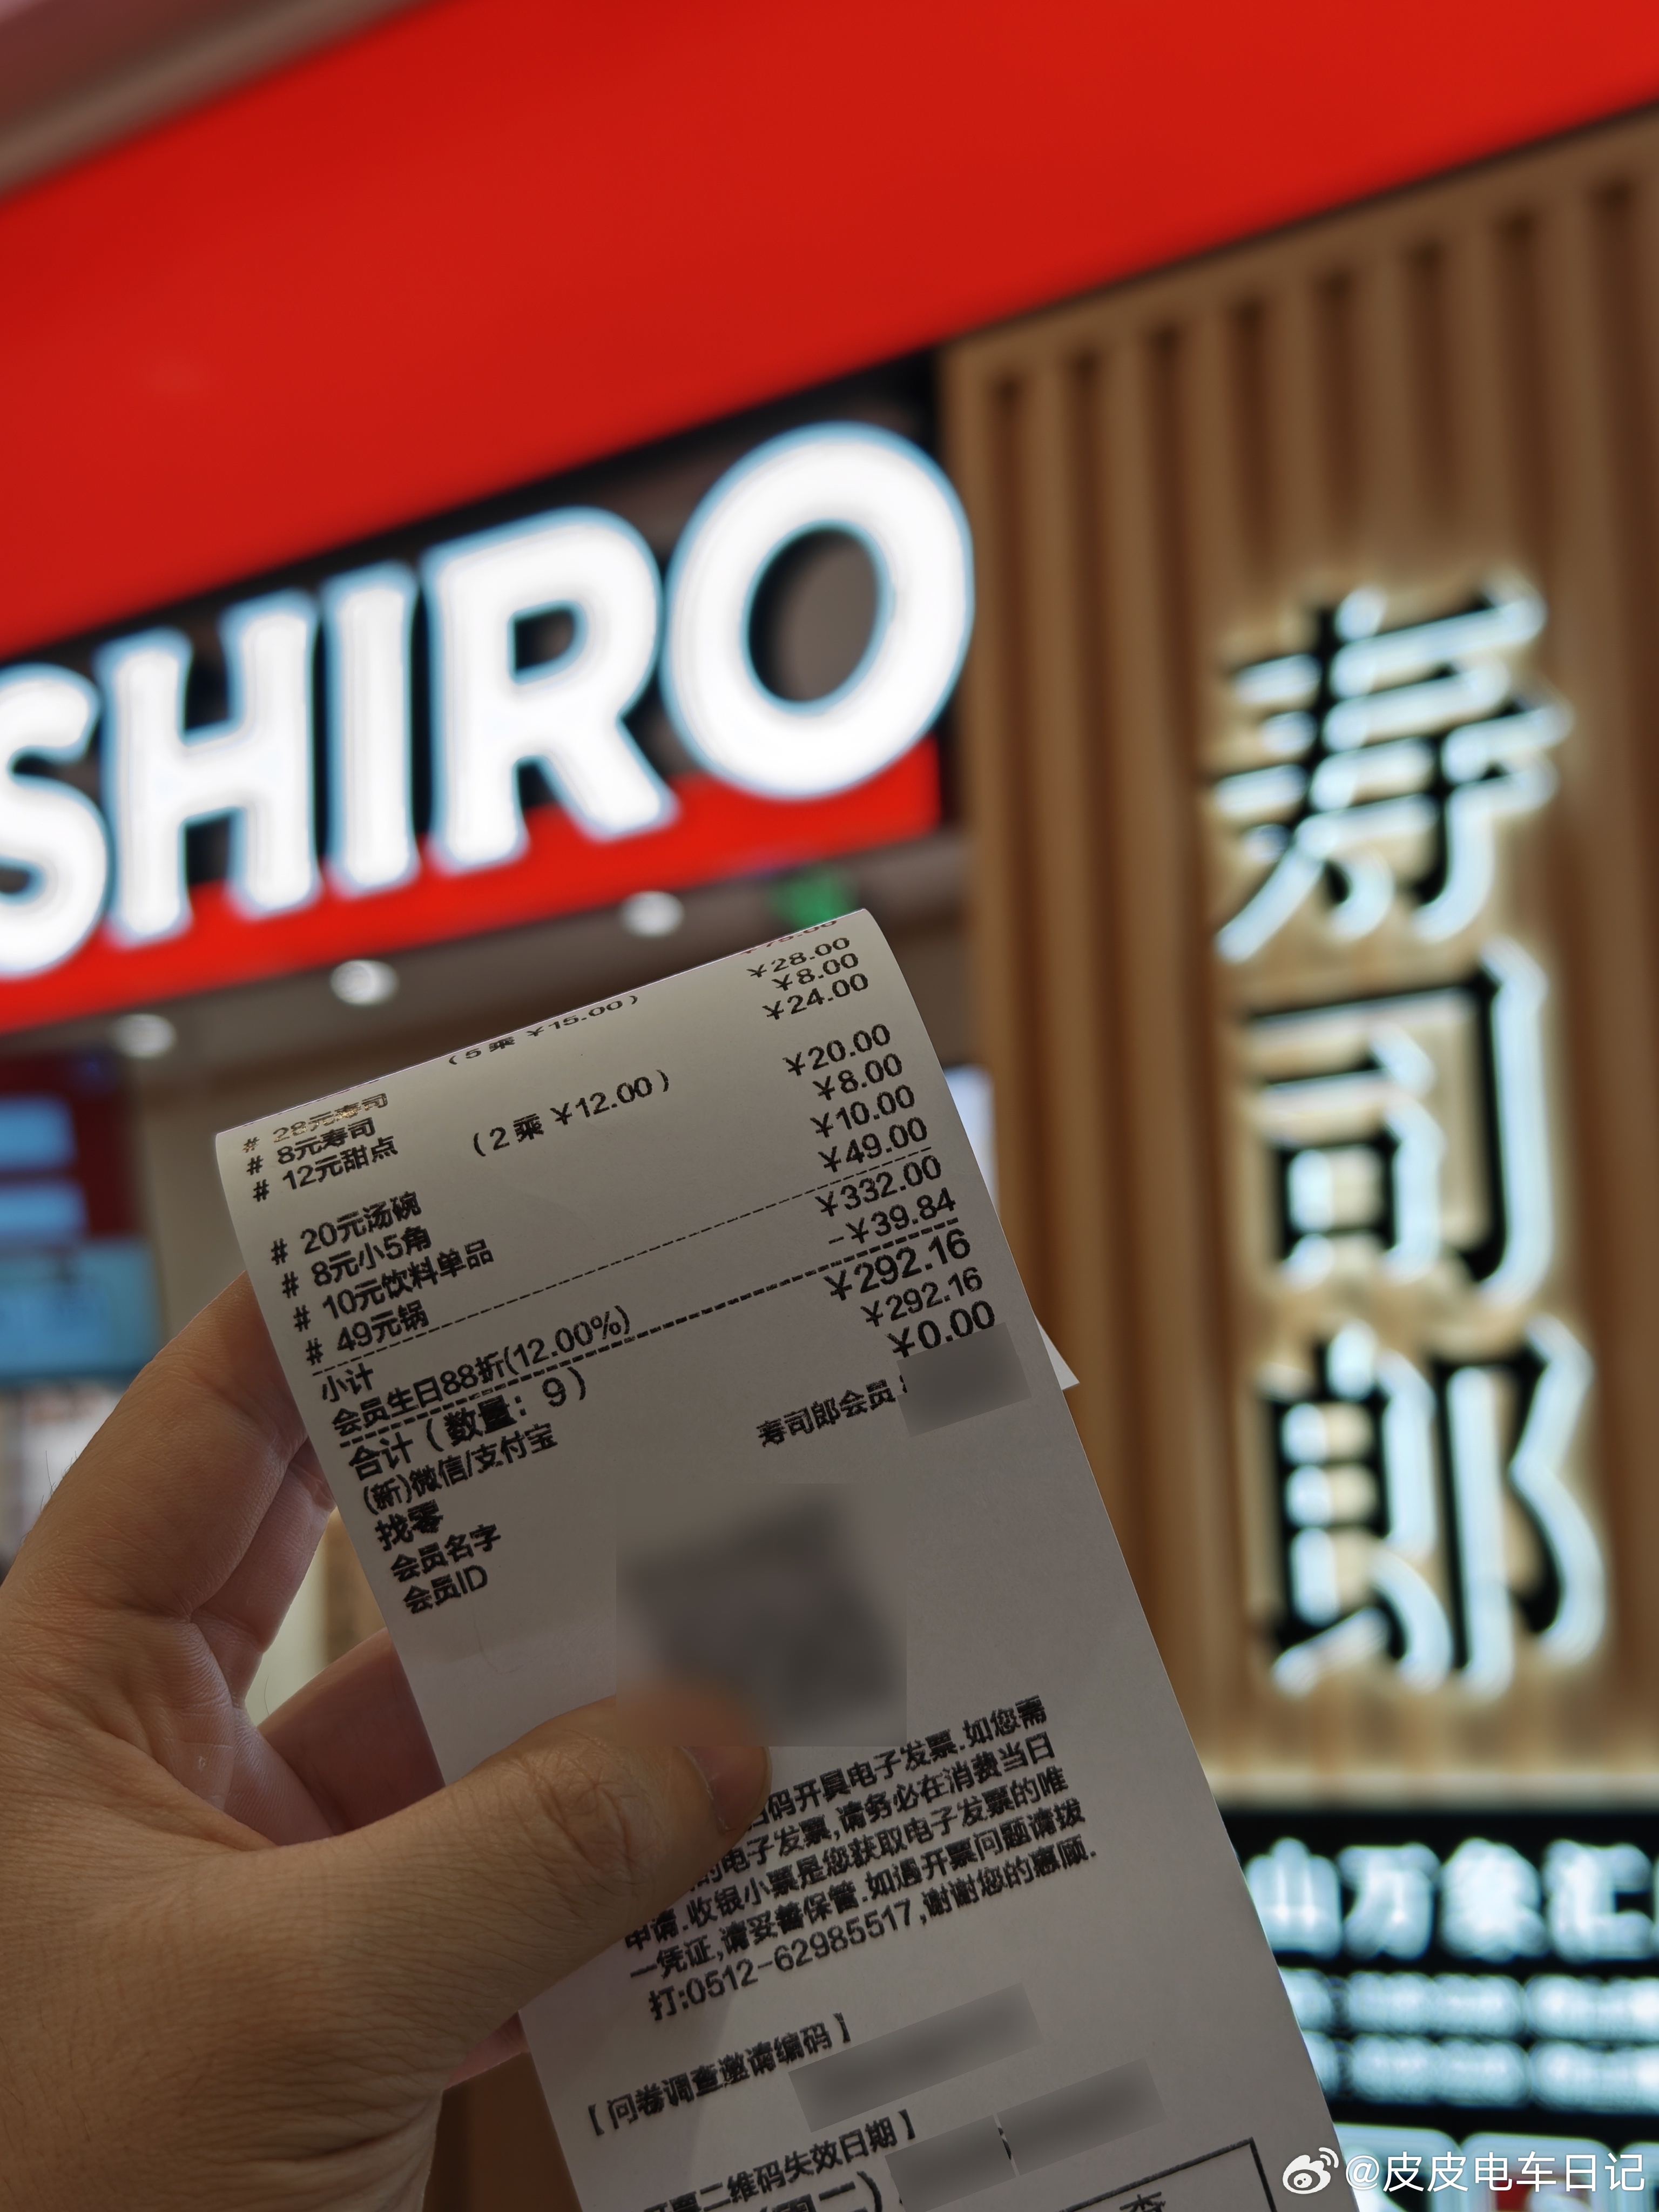 SHIRO
寿司郎
(5 乘 ¥15.00) ¥75.00
# 28元寿司 ¥28.00
# 8元寿司 ¥8.00
# 12元甜点 (2 乘 ¥12.00) ¥24.00
# 20元汤碗 ¥20.00
# 8元小5角 ¥8.00
# 10元饮料单品 ¥10.00
# 49元锅 ¥49.00
小计 ¥332.00
会员生日88折(12.00%) -¥39.84
合计(数量: 9) ¥292.16
(新)微信/支付宝 ¥292.16
找零 ¥0.00
会员名字 寿司郎会员
会员ID
码开具电子发票.如您需
的电子发票,请务必在消费当日
申请.收银小票是您获取电子发票的唯
一凭证,请妥善保管.如遇开票问题请拨
打:0512-62985517,谢谢您的惠顾.
【问卷调查邀请编码】
二维码失效日期】
山万象汇
@皮皮电车日记